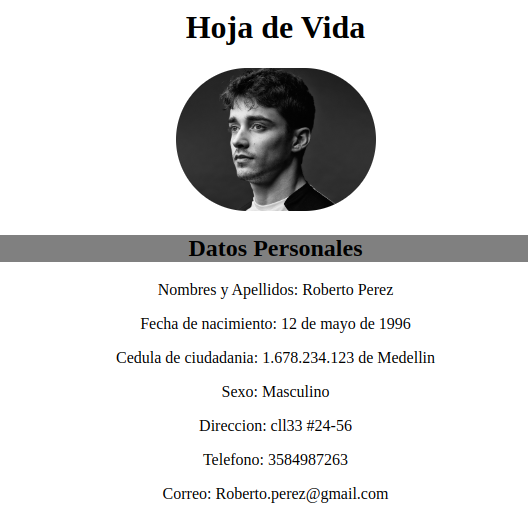 Hoja de Vida
Datos Personales
Nombres y Apellidos: Roberto Perez
Fecha de nacimiento: 12 de mayo de 1996
Cedula de ciudadania: 1.678.234.123 de Medellin
Sexo: Masculino
Direccion: cll33 #24-56
Telefono: 3584987263
Correo: Roberto.perez@gmail.com